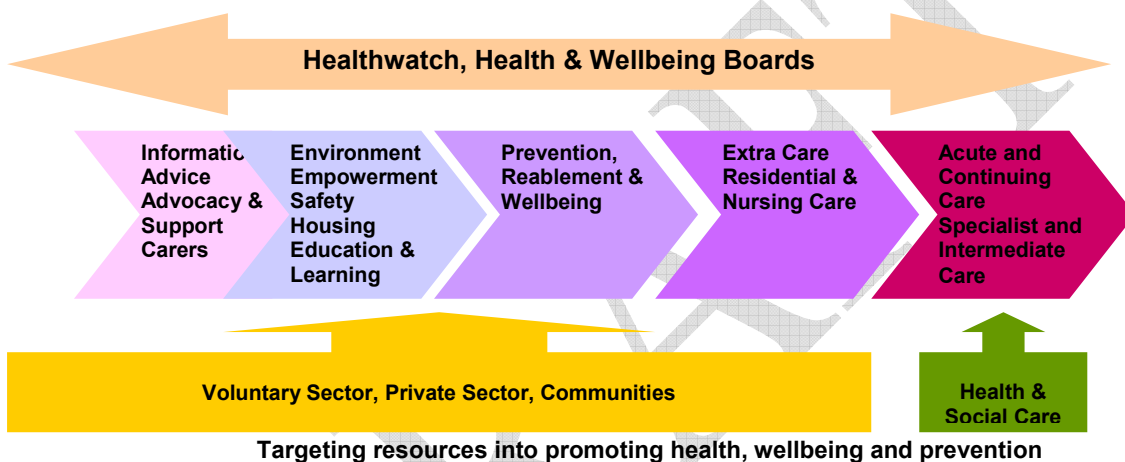 Healthwatch, Health & Wellbeing Boards
Informatio
Advice
Advocacy &
Support
Carers
Environment
Empowerment
Safety
Housing
Education &
Learning
Prevention,
Reablement &
Wellbeing
Extra Care
Residential &
Nursing Care
Acute and
Continuing
Care
Specialist and
Intermediate
Care
Voluntary Sector, Private Sector, Communities
Health &
Social Care
Targeting resources into promoting health, wellbeing and prevention